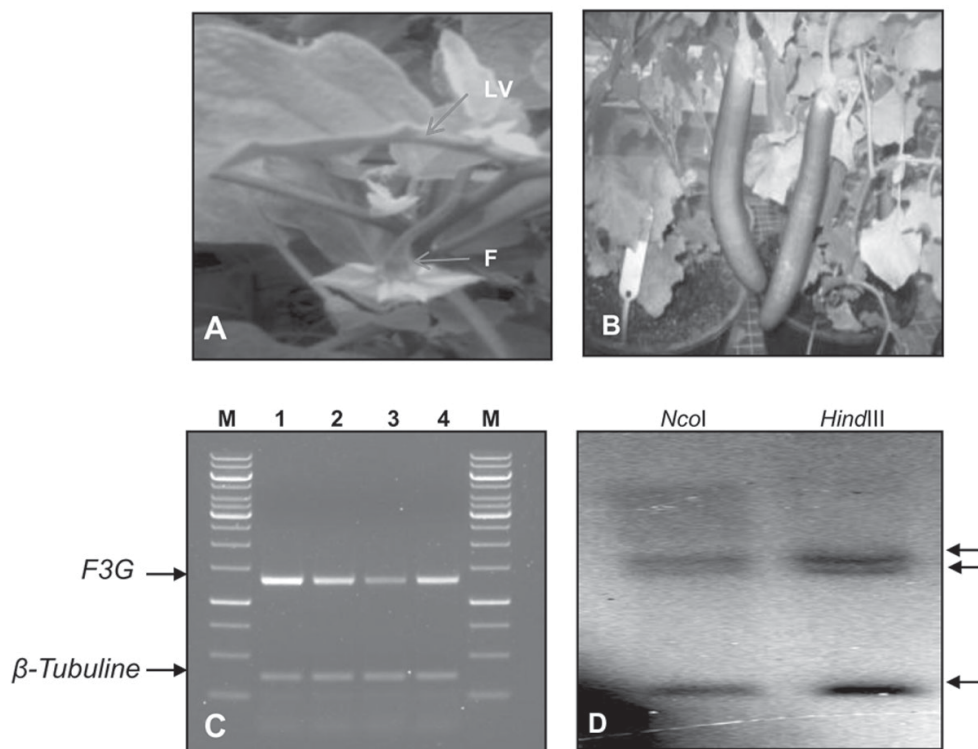 LV
F
A
B
M 1 2 3 4 M
F3G
β-Tubuline
C
NcoI HindIII
D